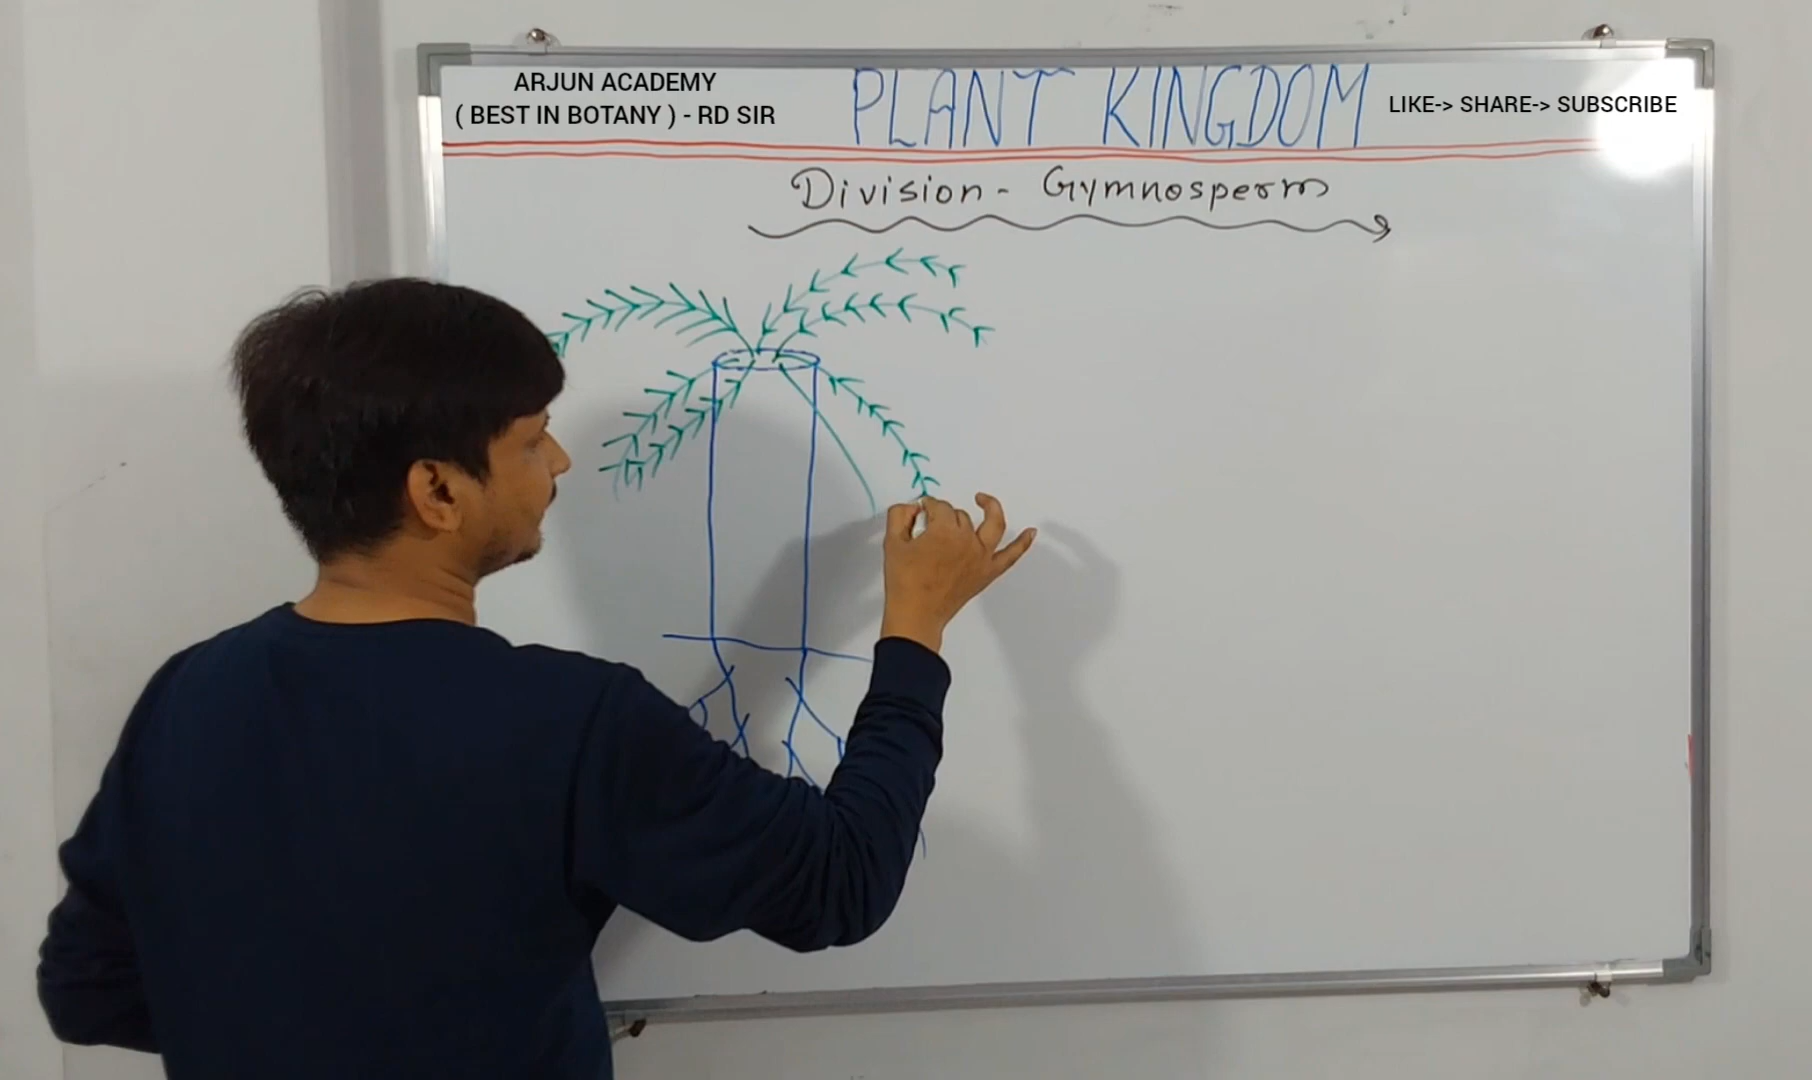 ARJUN ACADEMY
( BEST IN BOTANY ) - RD SIR
PLANT KINGDOM
LIKE-> SHARE-> SUBSCRIBE
Division - Gymnosperm